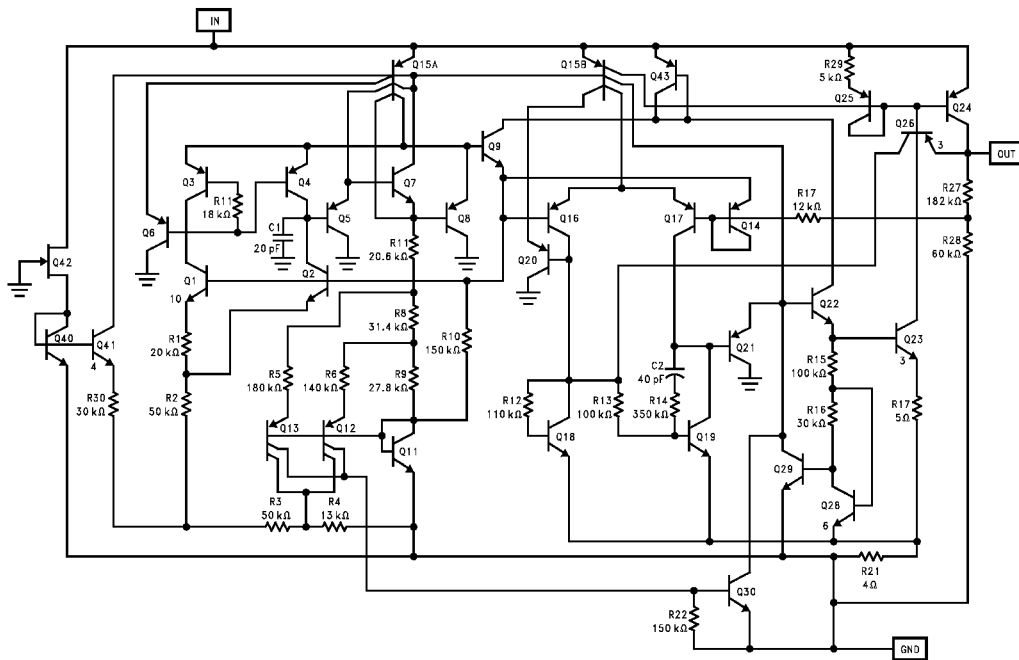 IN
Q15A
Q15B
Q43
R29
5 kΩ
Q25
Q24
Q26
3
OUT
Q9
Q3
R11
18 kΩ
Q4
Q7
Q5
Q8
C1
20 pF
Q6
Q16
Q17
Q14
R17
12 kΩ
R27
182 kΩ
R28
60 kΩ
Q42
R11
20.6 kΩ
Q20
Q1
10
Q2
Q40
Q41
4
R1
20 kΩ
R8
31.4 kΩ
R10
150 kΩ
Q22
Q23
3
Q21
R5
180 kΩ
R6
140 kΩ
R9
27.8 kΩ
C2
40 pF
R15
100 kΩ
R30
30 kΩ
R2
50 kΩ
R12
110 kΩ
R13
100 kΩ
R14
350 kΩ
R16
30 kΩ
R17
5Ω
Q13
Q12
Q11
Q18
Q19
Q29
Q28
6
R3
50 kΩ
R4
13 kΩ
R21
4Ω
Q30
R22
150 kΩ
GND